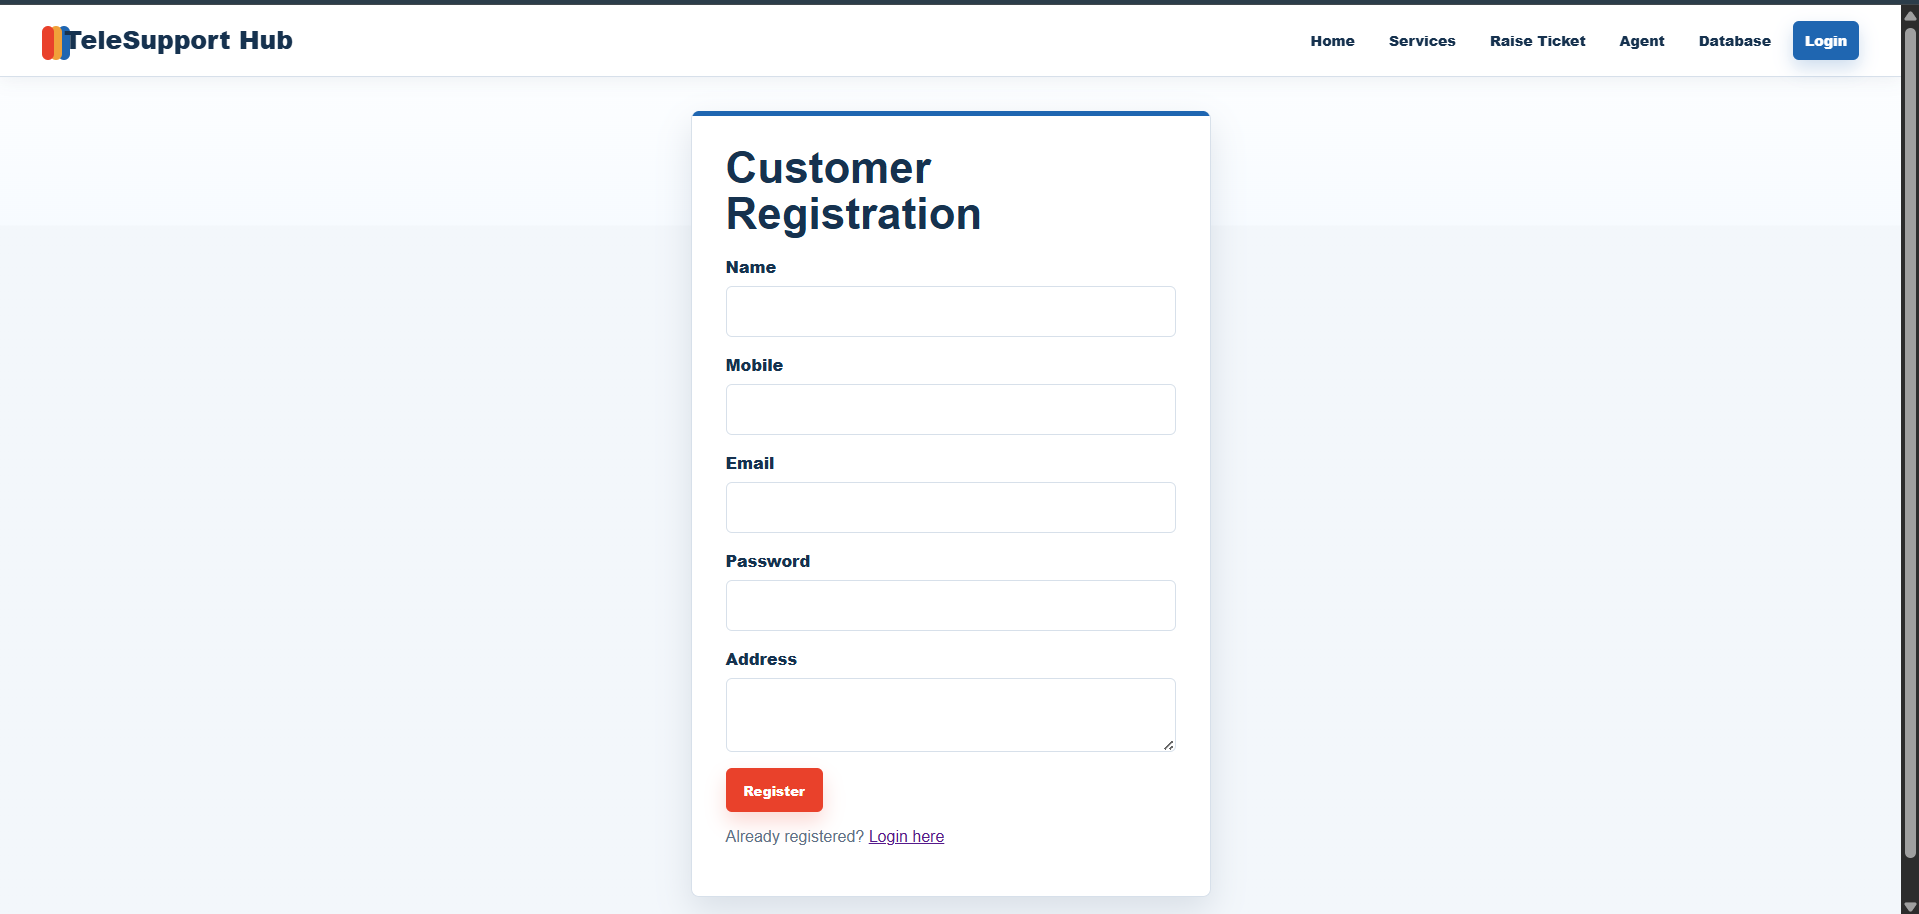 TeleSupport Hub
Home Services Raise Ticket Agent Database Login
Customer
Registration
Name
Mobile
Email
Password
Address
Register
Already registered? Login here